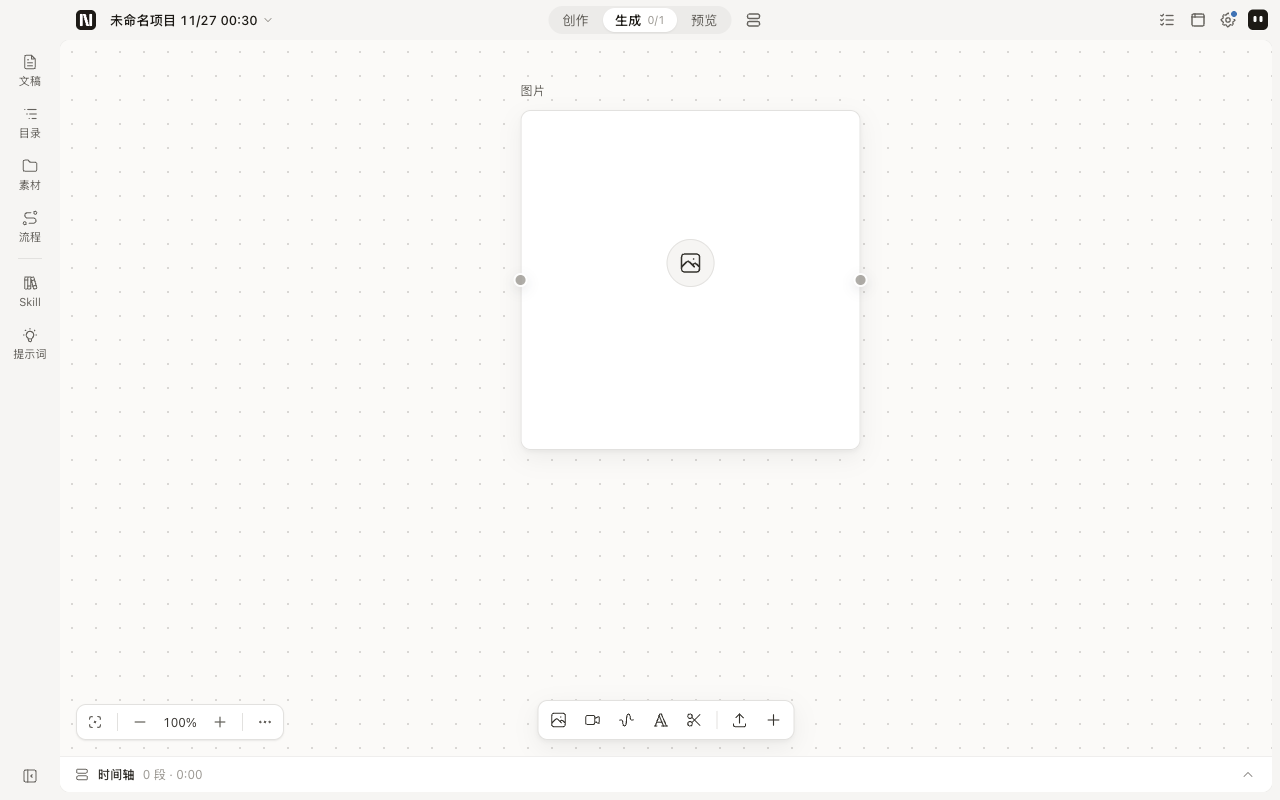 未命名项目 11/27 00:30
创作
生成 0/1
预览
文稿
目录
素材
流程
Skill
提示词
图片
100%
时间轴 0 段 · 0:00